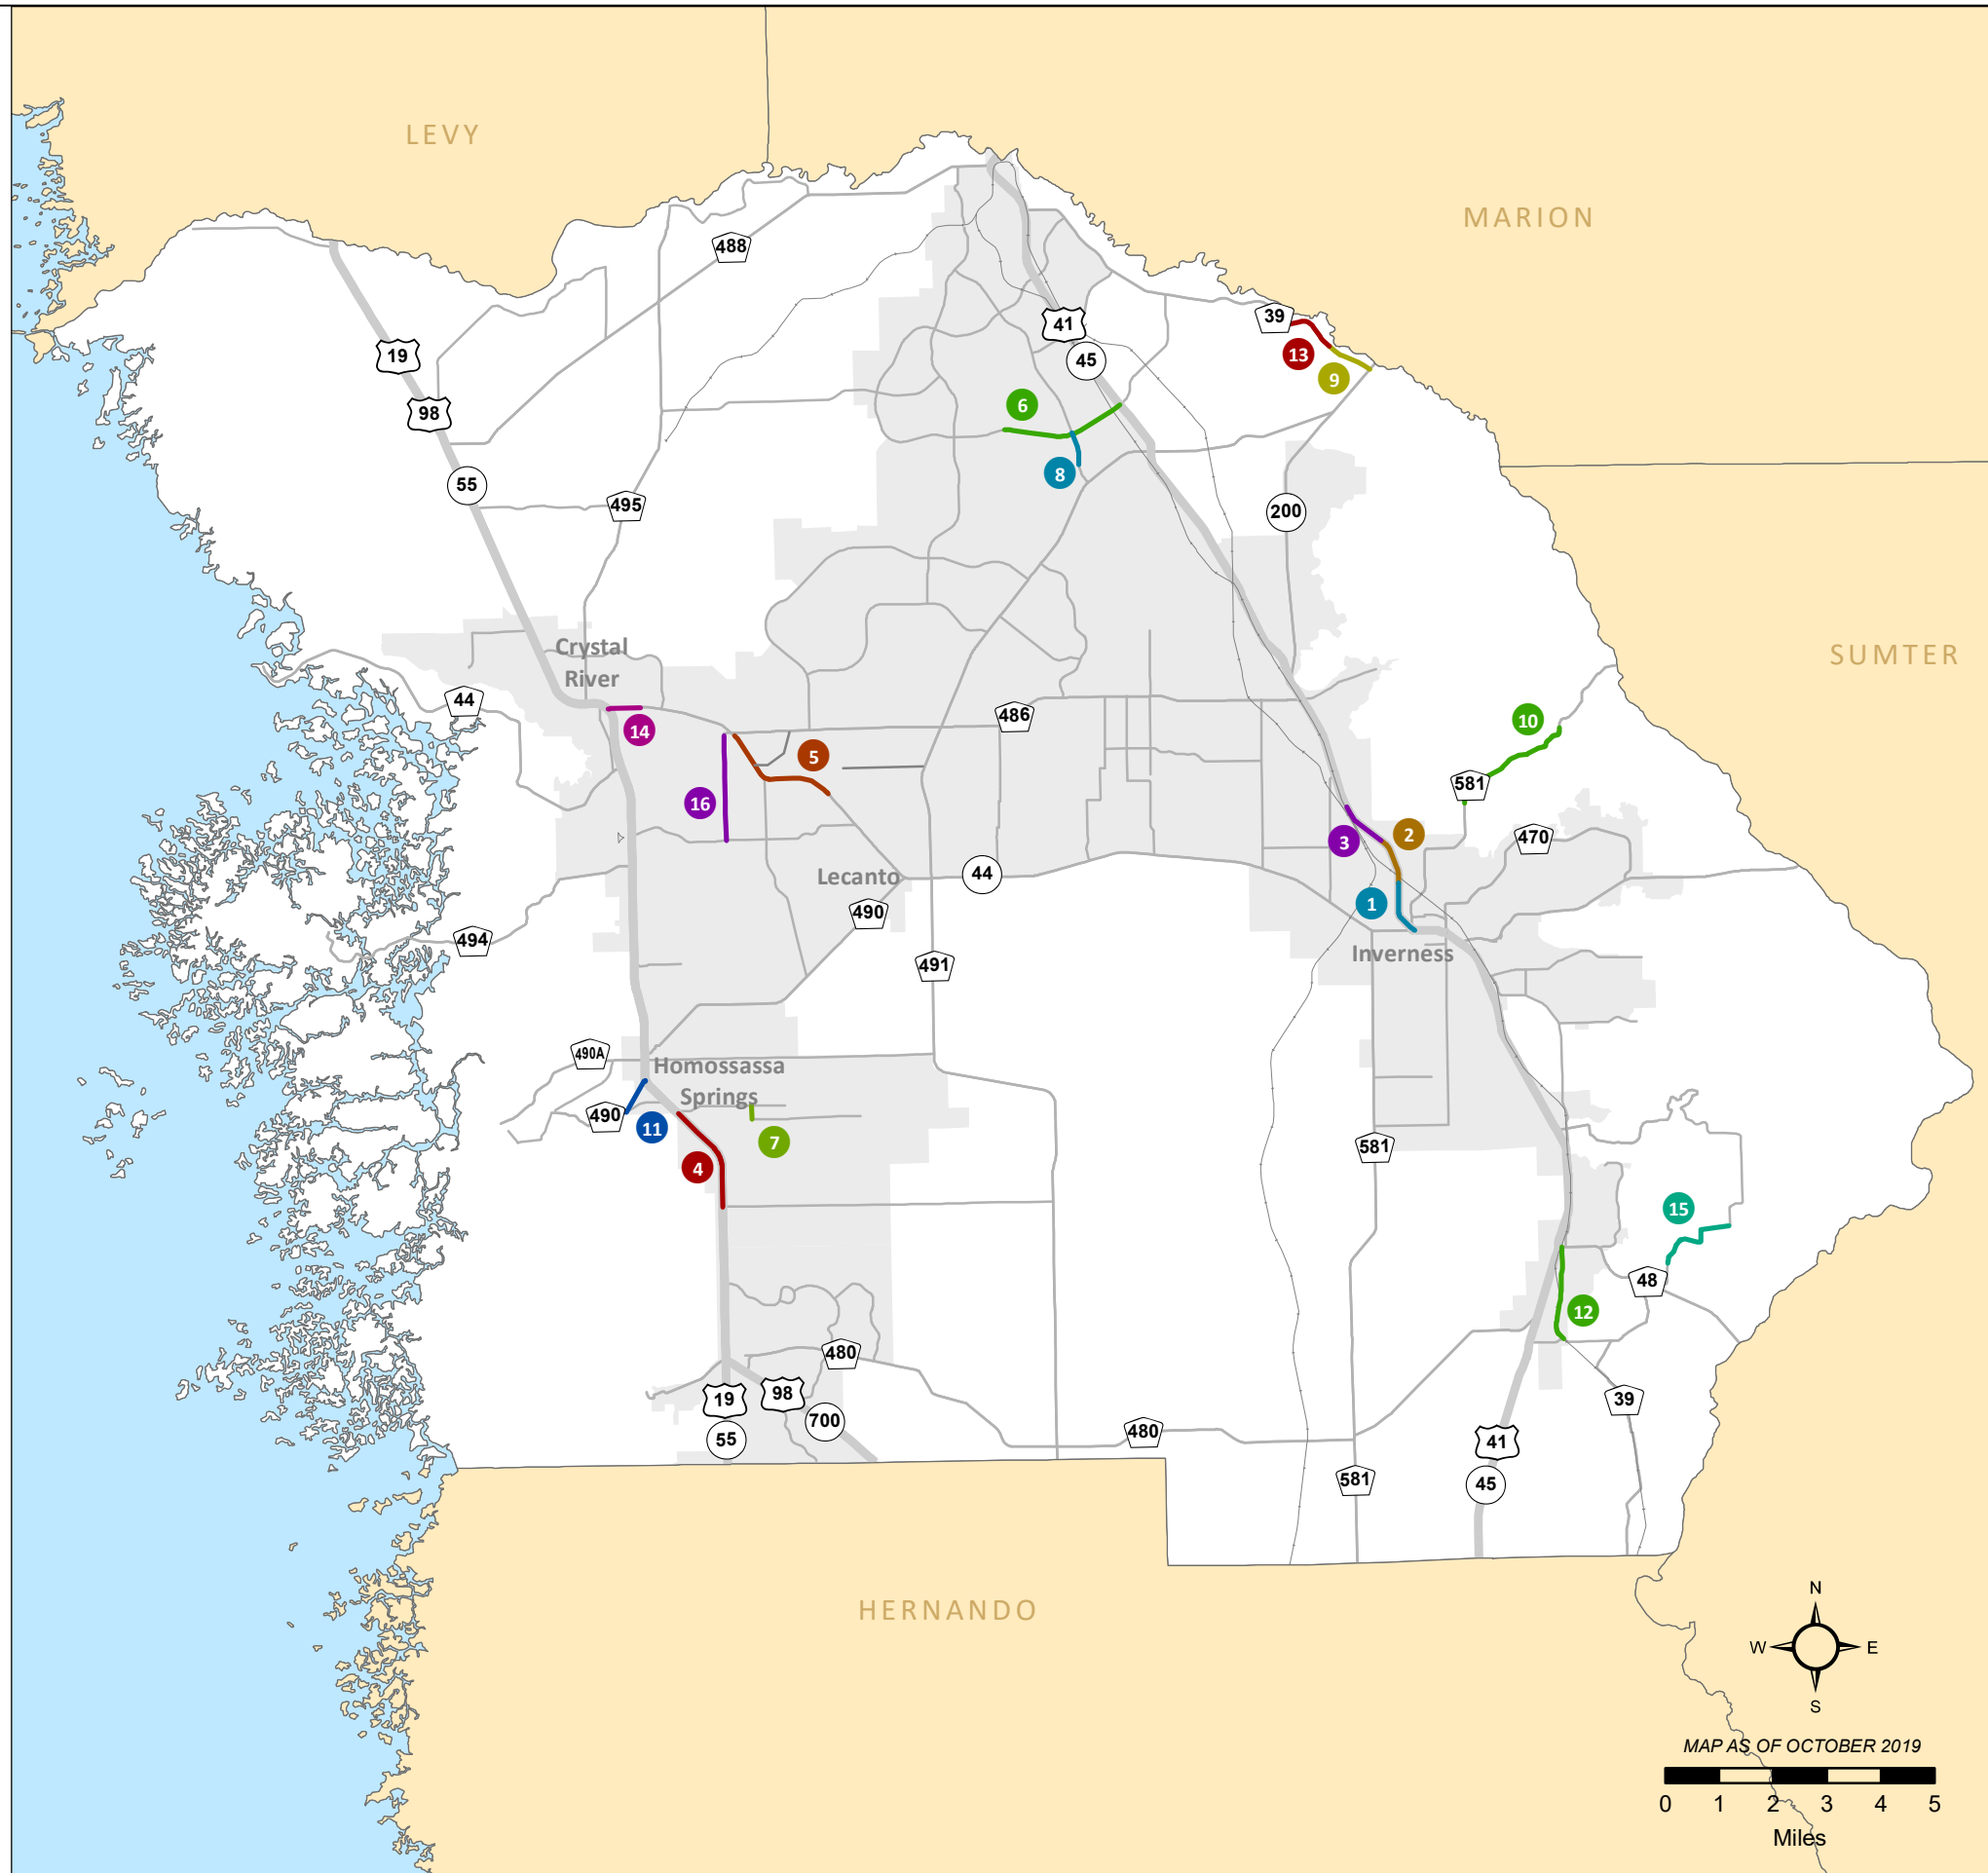 LEVY
MARION
488
39
41
19
13
45
9
98
6
8
55
495
200
Crystal
River
SUMTER
44
486
10
14
5
581
16
2
470
3
Lecanto
44
1
490
494
Inverness
491
490A
Homossassa
Springs
490
11
7
581
4
15
48
12
480
98
19
39
700
480
55
41
581
45
HERNANDO
N
W
E
S
MAP AS OF OCTOBER 2019
0 1 2 3 4 5
Miles